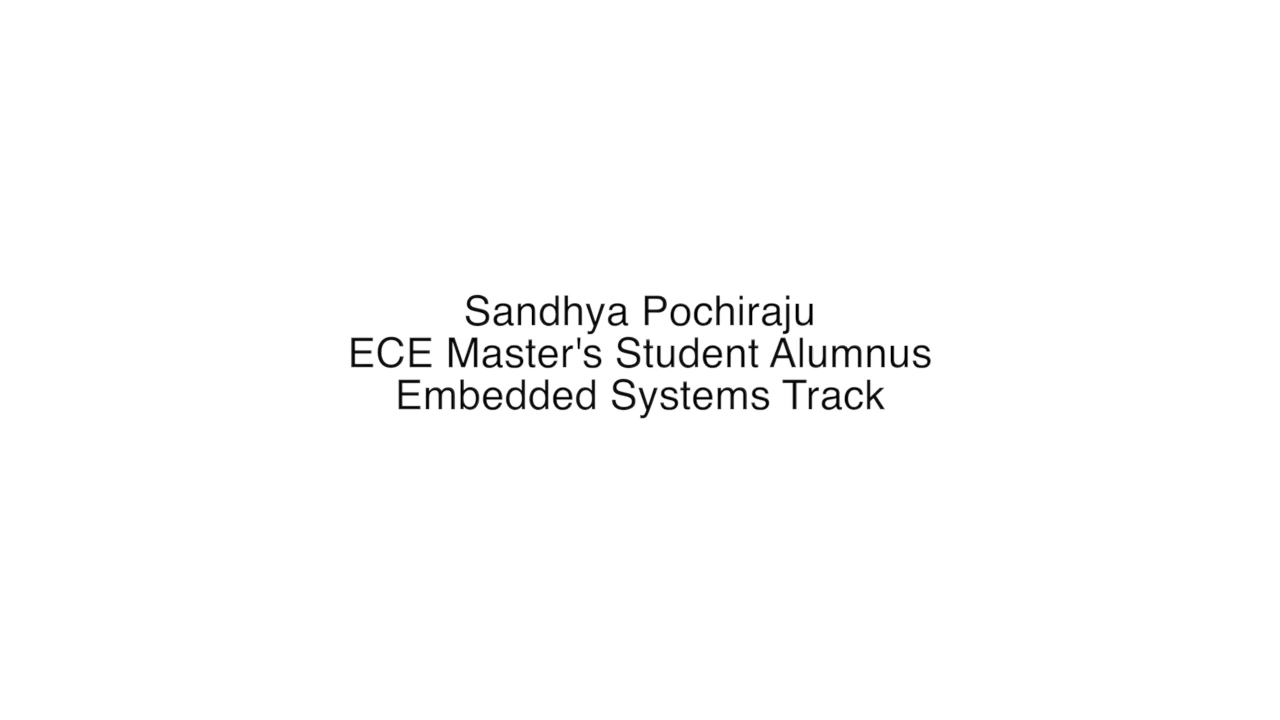 Sandhya Pochiraju
ECE Master's Student Alumnus
Embedded Systems Track